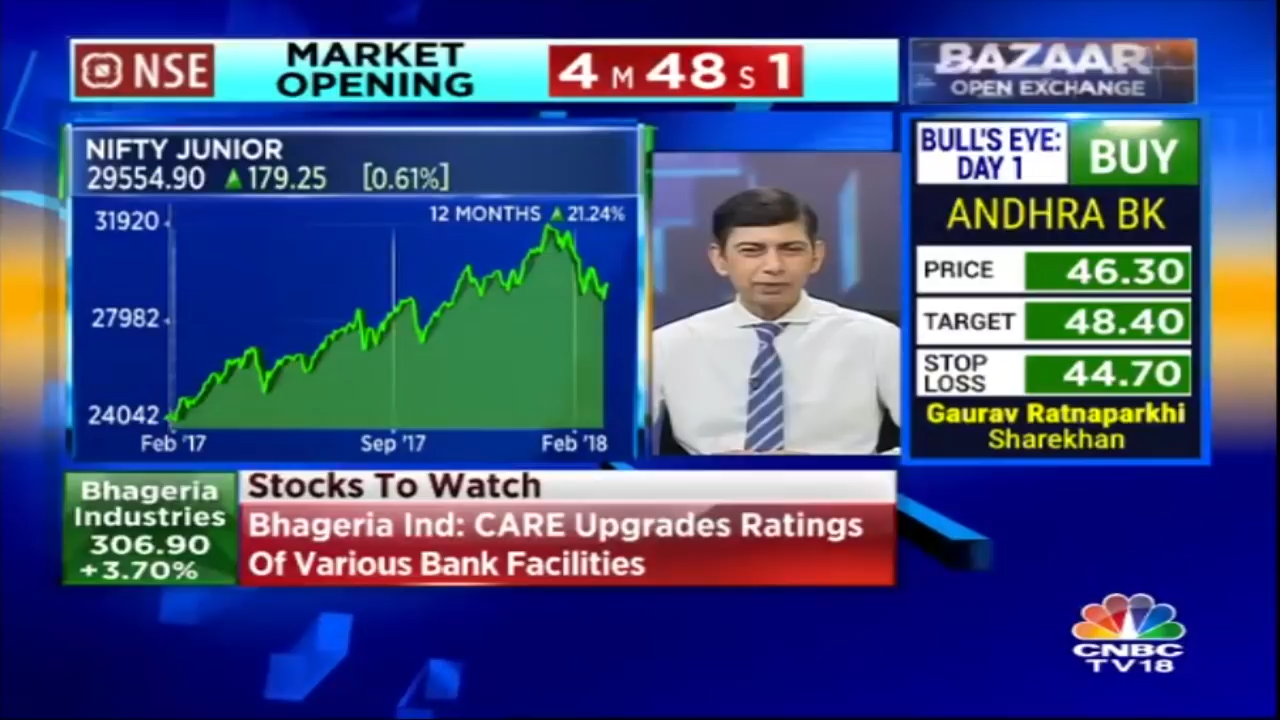 NSE
MARKET
OPENING
4 M 48 S 1
BAZAAR
OPEN EXCHANGE
NIFTY JUNIOR
29554.90 ▲ 179.25 [0.61%]
12 MONTHS ▲ 21.24%
31920
27982
24042
Feb '17 Sep '17 Feb '18
BULL'S EYE:
DAY 1
BUY
ANDHRA BK
PRICE 46.30
TARGET 48.40
STOP
LOSS
44.70
Gaurav Ratnaparkhi
Sharekhan
Bhageria
Industries
306.90
+3.70%
Stocks To Watch
Bhageria Ind: CARE Upgrades Ratings
Of Various Bank Facilities
CNBC
TV18